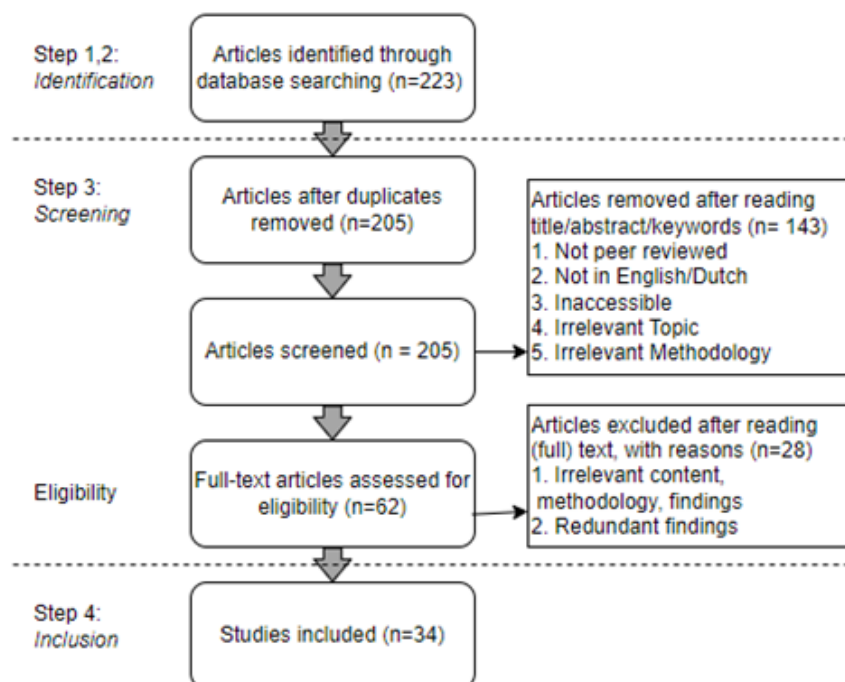 Step 1,2:
Identification
Articles identified through
database searching (n=223)
Step 3:
Screening
Articles after duplicates
removed (n=205)
Articles removed after reading
title/abstract/keywords (n= 143)
1. Not peer reviewed
2. Not in English/Dutch
3. Inaccessible
4. Irrelevant Topic
5. Irrelevant Methodology
Articles screened (n = 205)
Eligibility
Full-text articles assessed for
eligibility (n=62)
Articles excluded after reading
(full) text, with reasons (n=28)
1. Irrelevant content,
methodology, findings
2. Redundant findings
Step 4:
Inclusion
Studies included (n=34)